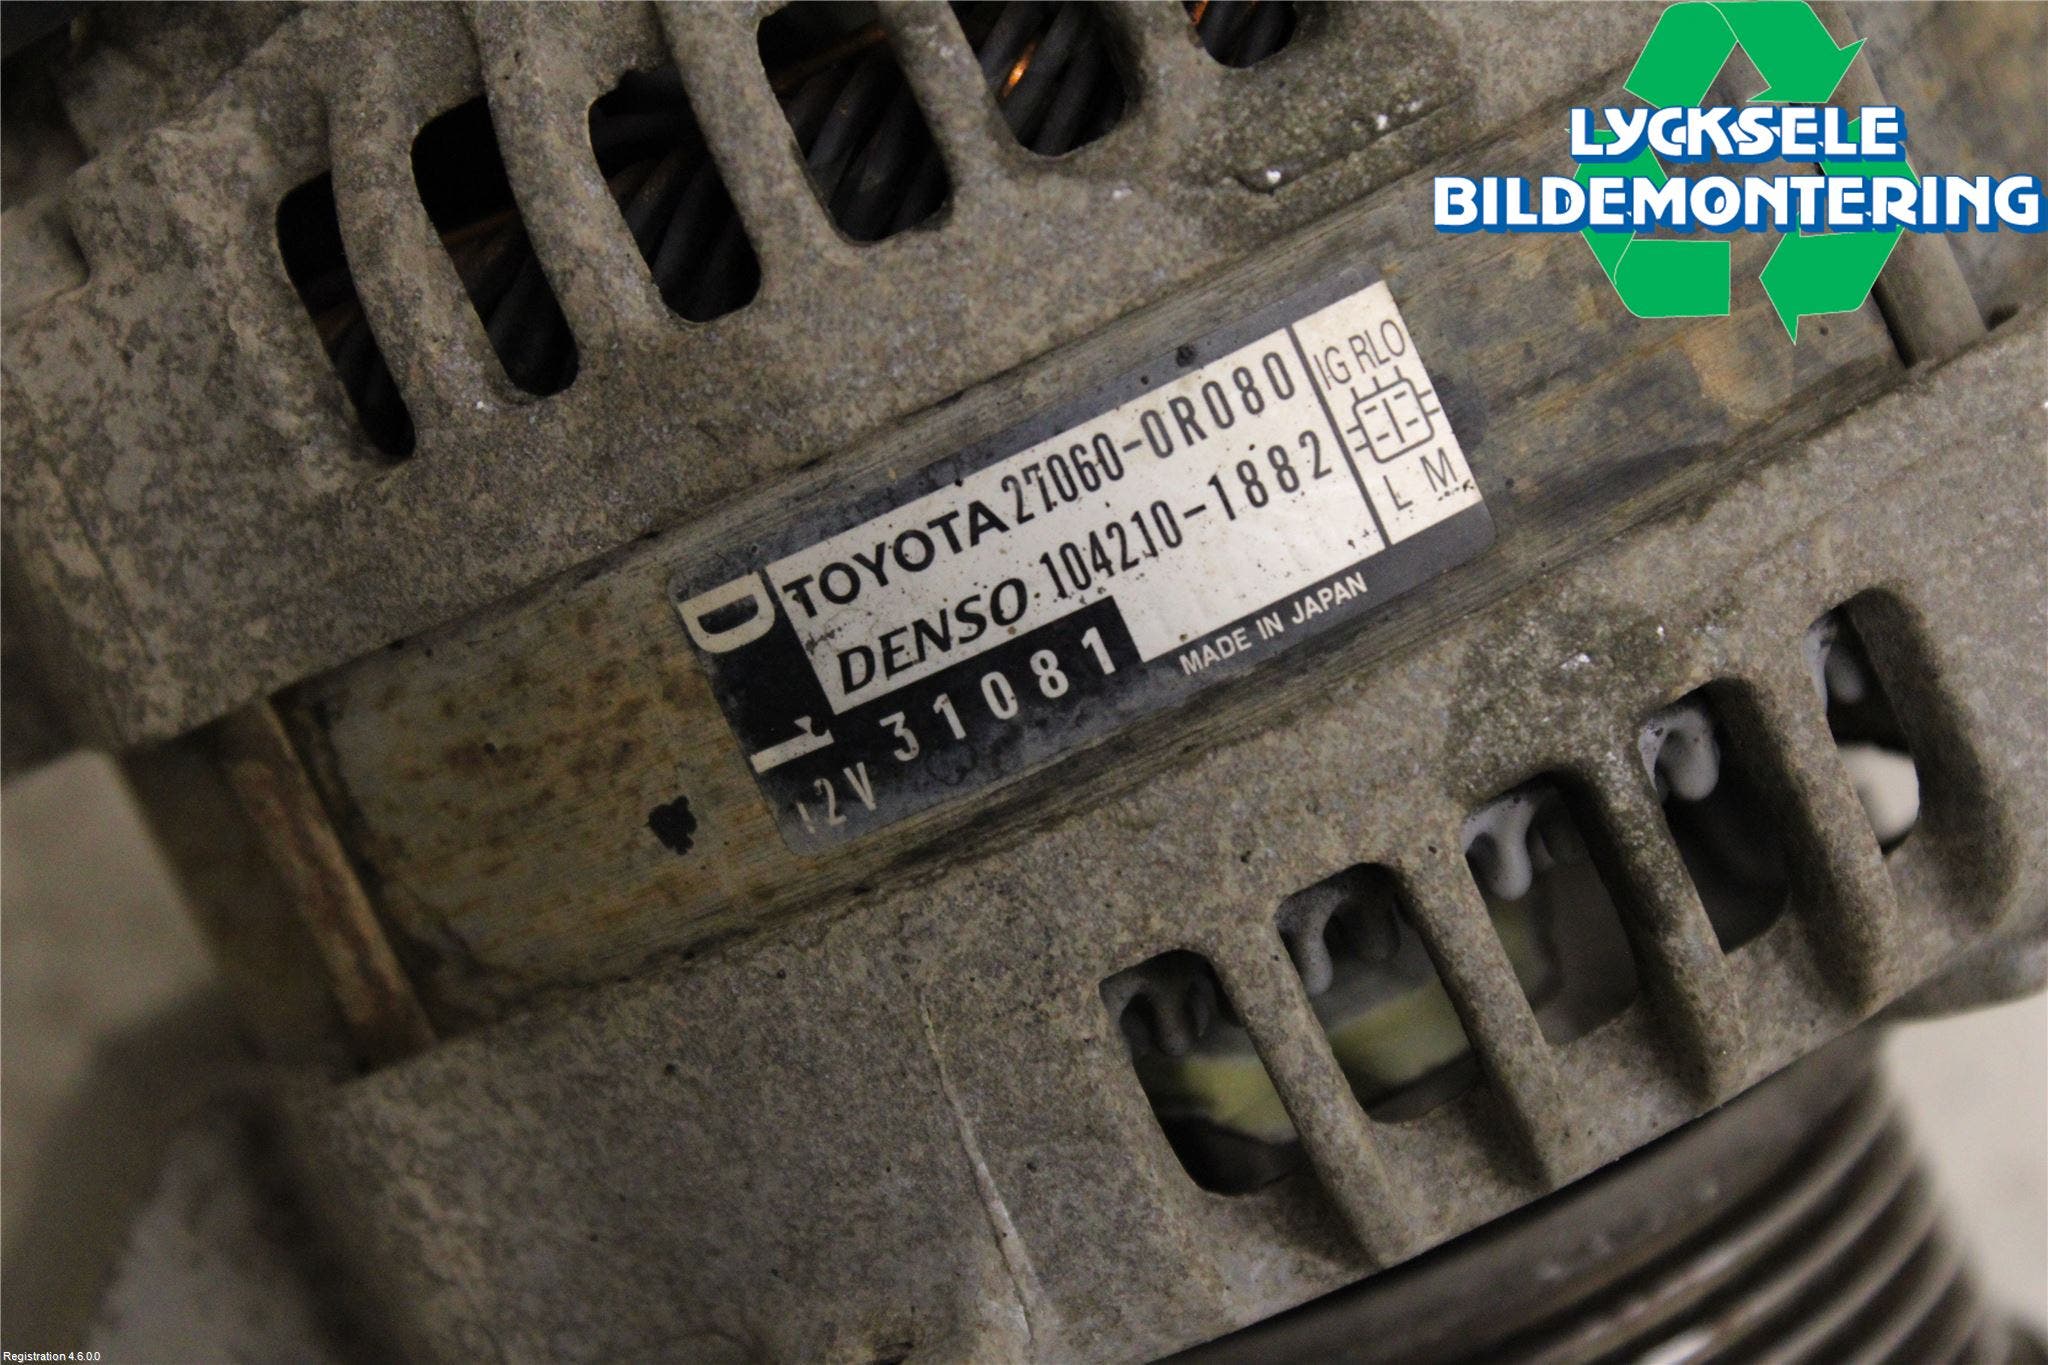 LYCKSELE
BILDEMONTERING
D
TOYOTA 27060-0R080
DENSO 104210-1882
IG RLO
L M
31081
12V
MADE IN JAPAN
Registration 4.6.0.0